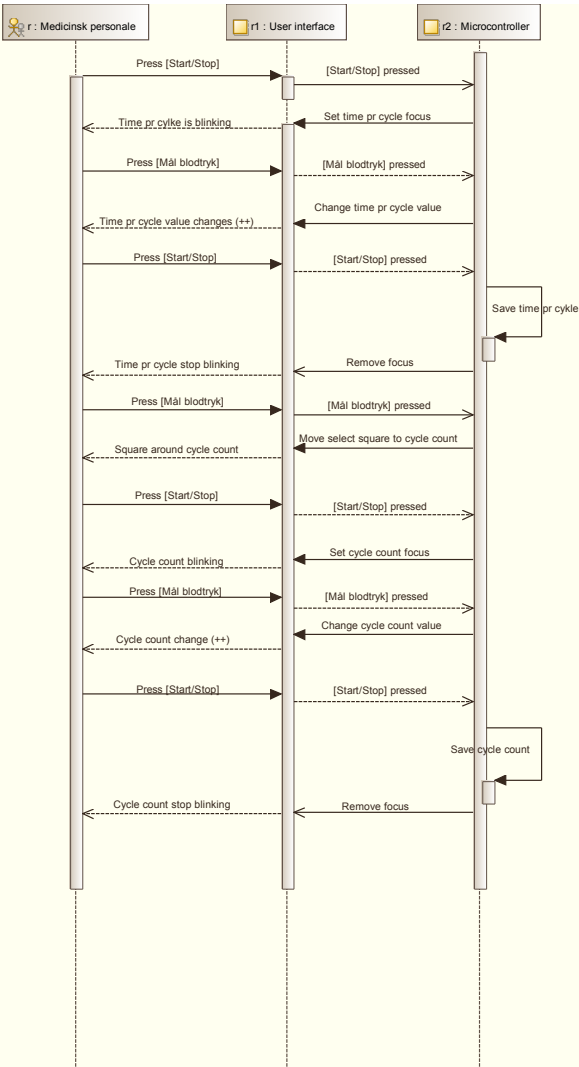 r : Medicinsk personale
r1 : User interface
r2 : Microcontroller
Press [Start/Stop]
[Start/Stop] pressed
Set time pr cycle focus
Time pr cylke is blinking
Press [Mål blodtryk]
[Mål blodtryk] pressed
Change time pr cycle value
Time pr cycle value changes (++)
Press [Start/Stop]
[Start/Stop] pressed
Save time pr cykle
Remove focus
Time pr cycle stop blinking
Press [Mål blodtryk]
[Mål blodtryk] pressed
Move select square to cycle count
Square around cycle count
Press [Start/Stop]
[Start/Stop] pressed
Set cycle count focus
Cycle count blinking
Press [Mål blodtryk]
[Mål blodtryk] pressed
Change cycle count value
Cycle count change (++)
Press [Start/Stop]
[Start/Stop] pressed
Save cycle count
Cycle count stop blinking
Remove focus